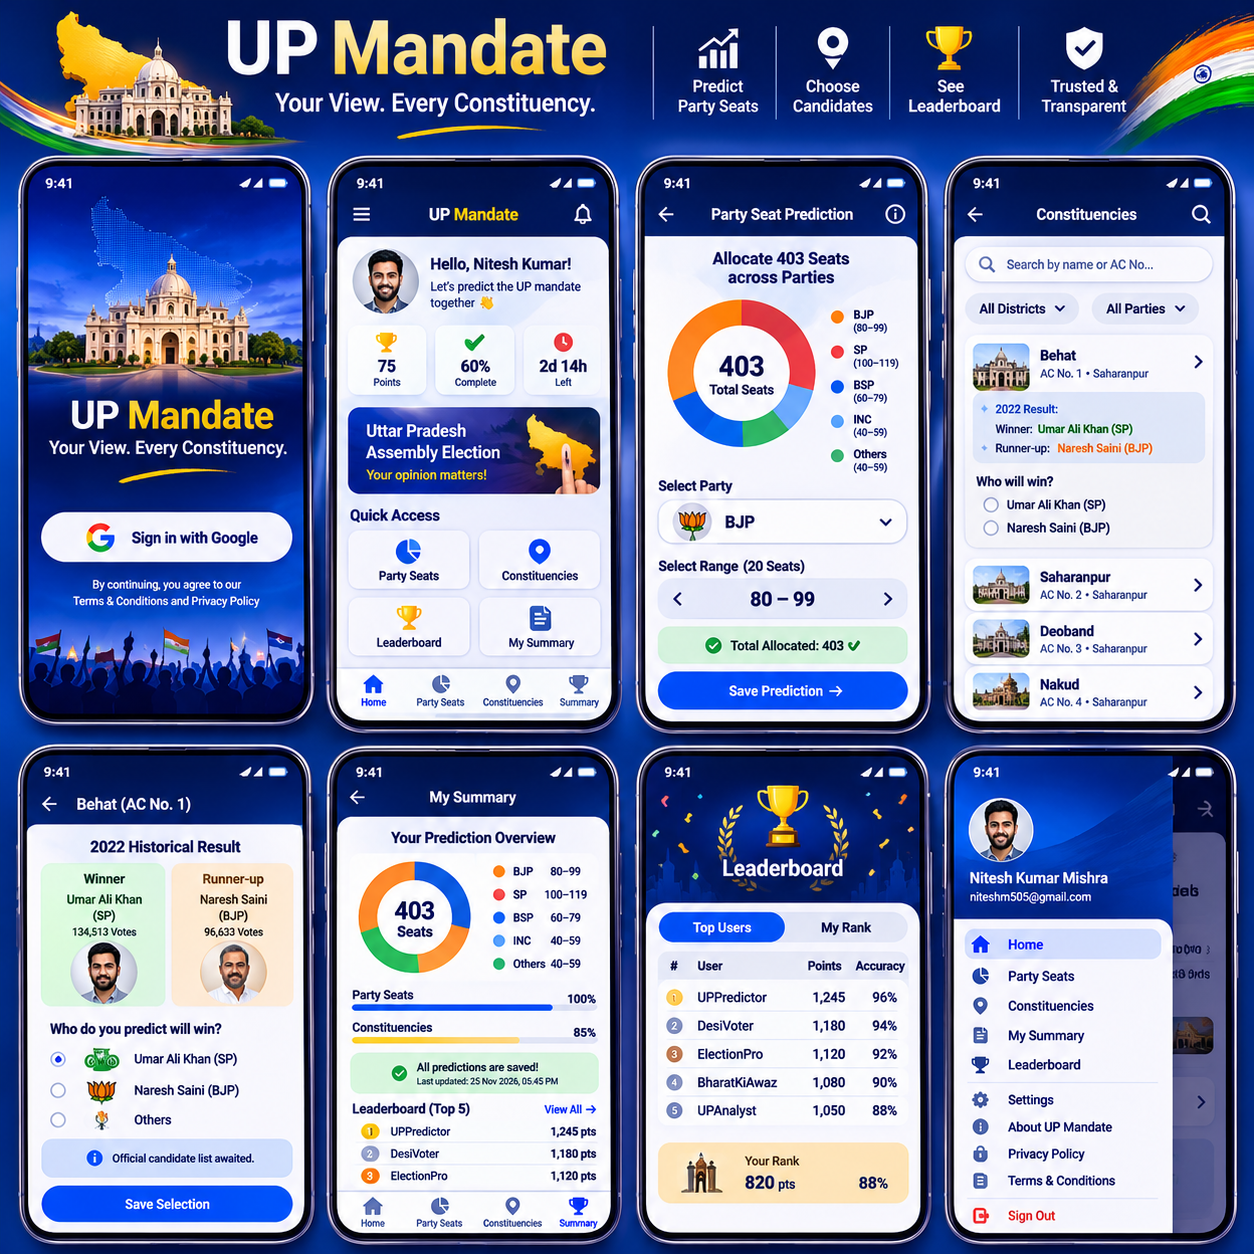 UP Mandate
Your View. Every Constituency.
Predict
Party Seats
Choose
Candidates
See
Leaderboard
Trusted &
Transparent
9:41
UP Mandate
Your View. Every Constituency.
Sign in with Google
By continuing, you agree to our
Terms & Conditions and Privacy Policy
9:41
UP Mandate
Hello, Nitesh Kumar!
Let's predict the UP mandate
together 👋
75
Points
60%
Complete
2d 14h
Left
Uttar Pradesh
Assembly Election
Your opinion matters!
Quick Access
Party Seats
Constituencies
Leaderboard
My Summary
Home
Party Seats
Constituencies
Summary
9:41
Party Seat Prediction
Allocate 403 Seats
across Parties
403
Total Seats
BJP
(80–99)
SP
(100–119)
BSP
(60–79)
INC
(40–59)
Others
(40–59)
Select Party
BJP
Select Range (20 Seats)
80 – 99
Total Allocated: 403 ✔
Save Prediction →
9:41
Constituencies
Search by name or AC No...
All Districts
All Parties
Behat
AC No. 1 • Saharanpur
2022 Result:
Winner: Umar Ali Khan (SP)
Runner-up: Naresh Saini (BJP)
Who will win?
Umar Ali Khan (SP)
Naresh Saini (BJP)
Saharanpur
AC No. 2 • Saharanpur
Deoband
AC No. 3 • Saharanpur
Nakud
AC No. 4 • Saharanpur
9:41
Behat (AC No. 1)
2022 Historical Result
Winner
Umar Ali Khan
(SP)
134,513 Votes
Runner-up
Naresh Saini
(BJP)
96,633 Votes
Who do you predict will win?
Umar Ali Khan (SP)
Naresh Saini (BJP)
Others
Official candidate list awaited.
Save Selection
9:41
My Summary
Your Prediction Overview
403
Seats
BJP 80–99
SP 100–119
BSP 60–79
INC 40–59
Others 40–59
Party Seats 100%
Constituencies 85%
All predictions are saved!
Last updated: 25 Nov 2026, 05.45 PM
Leaderboard (Top 5) View All →
1 UPPredictor 1,245 pts
2 DesiVoter 1,180 pts
3 ElectionPro 1,120 pts
Home
Party Seats
Constituencies
Summary
9:41
Leaderboard
Top Users
My Rank
# User Points Accuracy
1 UPPredictor 1,245 96%
2 DesiVoter 1,180 94%
3 ElectionPro 1,120 92%
4 BharatKiAwaz 1,080 90%
5 UPAnalyst 1,050 88%
Your Rank
820 pts 88%
9:41
Nitesh Kumar Mishra
niteshm505@gmail.com
Home
Party Seats
Constituencies
My Summary
Leaderboard
Settings
About UP Mandate
Privacy Policy
Terms & Conditions
Sign Out